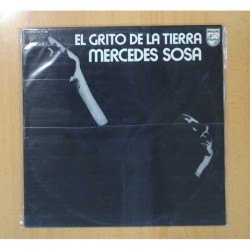 EL GRITO DE LA TIERRA
MERCEDES SOSA